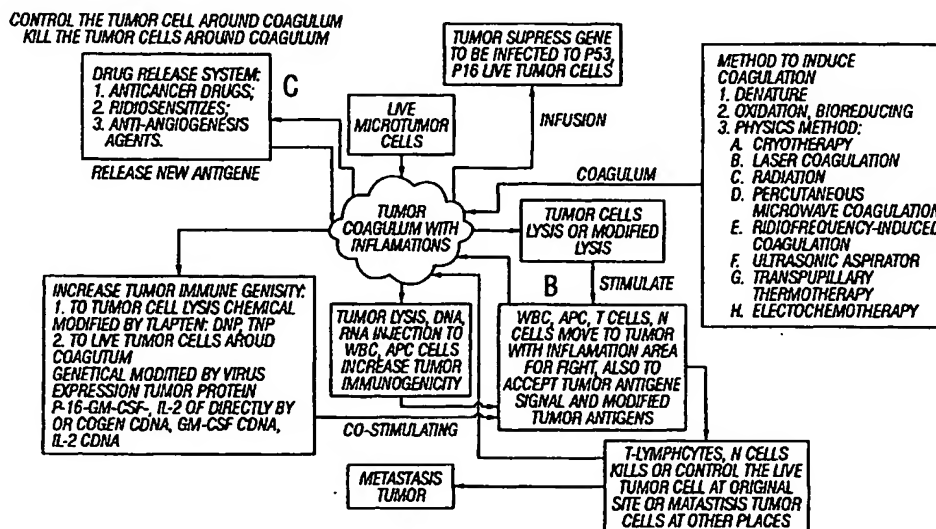 CONTROL THE TUMOR CELL AROUND COAGULUM
KILL THE TUMOR CELLS AROUND COAGULUM
DRUG RELEASE SYSTEM:
1. ANTICANCER DRUGS;
2. RIDIOSENSITIZES;
3. ANTI-ANGIOGENESIS
AGENTS.
C
RELEASE NEW ANTIGENE
LIVE
MICROTUMOR
CELLS
TUMOR SUPRESS GENE
TO BE INFECTED TO P53,
P16 LIVE TUMOR CELLS
INFUSION
METHOD TO INDUCE
COAGULATION
1. DENATURE
2. OXIDATION, BIOREDUCING
3. PHYSICS METHOD;
A. CRYOTHERAPY
B. LASER COAGULATION
C. RADIATION
D. PERCUTANEOUS
MICROWAVE COAGULATION
E. RIDIOFREQUENCY-INDUCED
COAGULATION
F. ULTRASONIC ASPIRATOR
G. TRANSPUPILLARY
THERMOTHERAPY
H. ELECTOCHEMOTHERAPY
COAGULUM
TUMOR
COAGULUM WITH
INFLAMATIONS
TUMOR CELLS
LYSIS OR MODIFIED
LYSIS
B
STIMULATE
INCREASE TUMOR IMMUNE GENISITY:
1. TO TUMOR CELL LYSIS CHEMICAL
MODIFIED BY TLAPTEN: DNP, TNP
2. TO LIVE TUMOR CELLS AROUD
COAGUTUM
GENETICAL MODITIED BY VIRUS
EXPRESSION TUMOR PROTEIN
P-16-GM-CSF-, IL-2 OF DIRECTLY BY
OR COGEN CDNA, GM-CSF CDNA,
IL-2 CDNA
TUMOR LYSIS, DNA,
RNA INJECTION TO
WBC, APC CELLS
INCREASE TUMOR
IMMUNOGENICITY
WBC, APC, T CELLS, N
CELLS MOVE TO TUMOR
WITH INFLAMATION AREA
FOR FIGHT, ALSO TO
ACCEPT TUMOR ANTIGENE
SIGNAL AND MODIFIED
TUMOR ANTIGENS
CO-STIMULATING
METASTASIS
TUMOR
T-LYMPHCYTES, N CELLS
KILLS OR CONTROL THE LIVE
TUMOR CELL AT ORIGINAL
SITE OR MATASTISIS TUMOR
CELLS AT OTHER PLACES